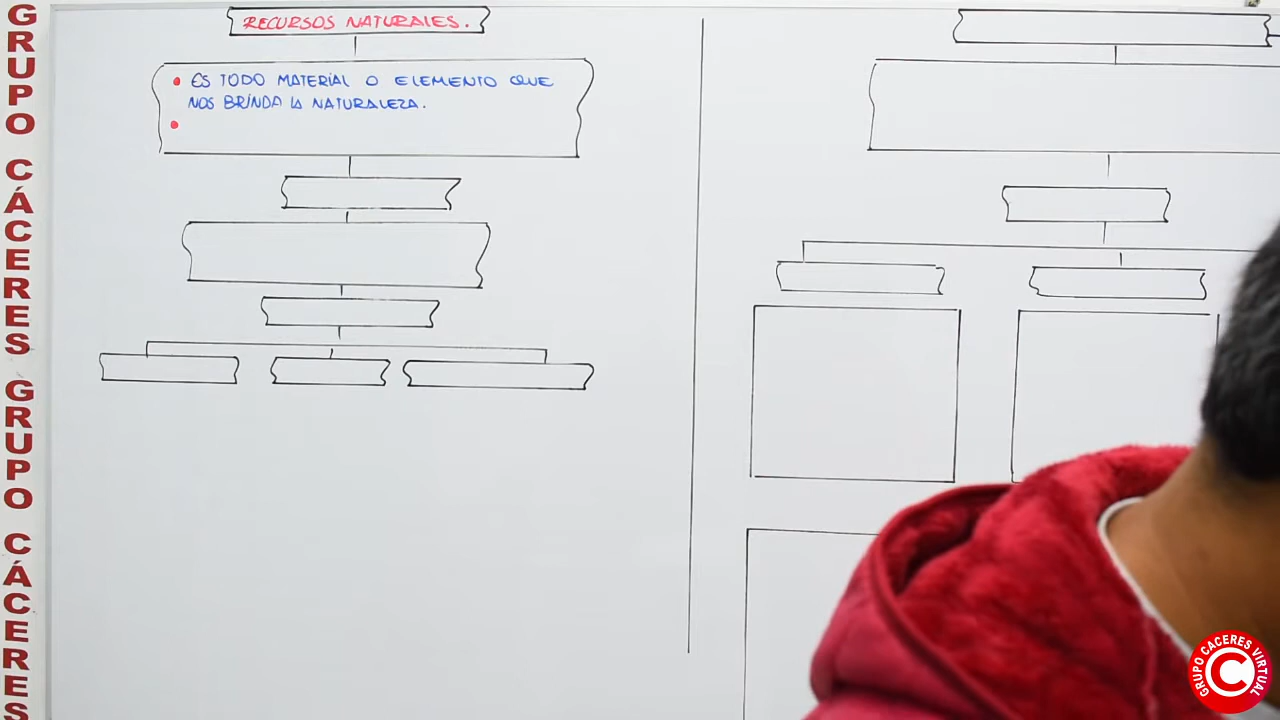 GRUPO CÁCERES GRUPO CÁCERES
RECURSOS NATURALES.
• ES TODO MATERIAL O ELEMENTO QUE
NOS BRINDA LA NATURALEZA.
•
GRUPO CACERES VIRTUAL
C